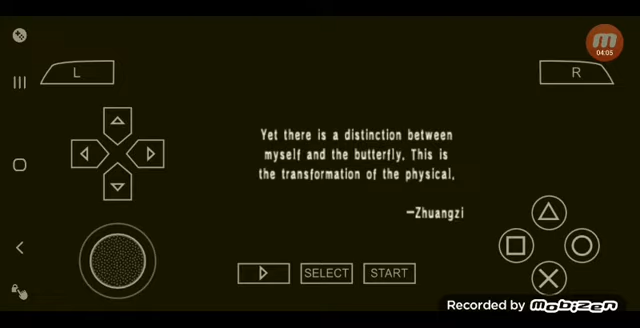 04:05
L
R
Yet there is a distinction between
myself and the butterfly. This is
the transformation of the physical.
—Zhuangzi
SELECT
START
Recorded by mobizen